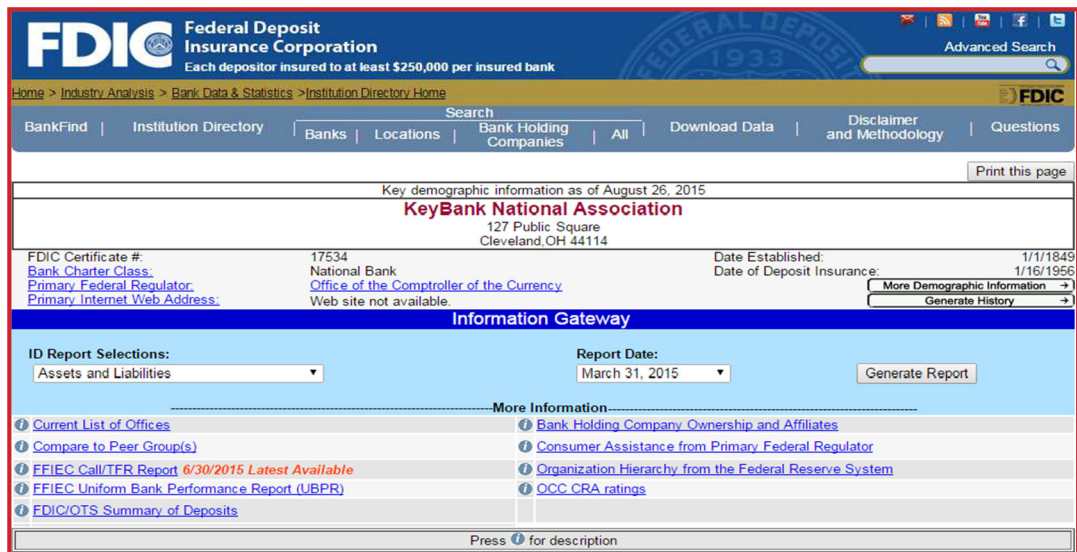 FDIC
Federal Deposit
Insurance Corporation
Each depositor insured to at least $250,000 per insured bank
FEDERAL DEPOS
1933
Advanced Search
Home > Industry Analysis > Bank Data & Statistics >Institution Directory Home
FDIC
BankFind | Institution Directory | Search Banks | Locations | Bank Holding Companies | All | Download Data | Disclaimer and Methodology | Questions
Print this page
Key demographic information as of August 26, 2015
KeyBank National Association
127 Public Square
Cleveland,OH 44114
FDIC Certificate #: 17534 Date Established: 1/1/1849
Bank Charter Class: National Bank Date of Deposit Insurance: 1/16/1956
Primary Federal Regulator: Office of the Comptroller of the Currency More Demographic Information →
Primary Internet Web Address: Web site not available. Generate History →
Information Gateway
ID Report Selections: Report Date:
Assets and Liabilities ▼ March 31, 2015 ▼ Generate Report
More Information
Current List of Offices Bank Holding Company Ownership and Affiliates
Compare to Peer Group(s) Consumer Assistance from Primary Federal Regulator
FFIEC Call/TFR Report 6/30/2015 Latest Available Organization Hierarchy from the Federal Reserve System
FFIEC Uniform Bank Performance Report (UBPR) OCC CRA ratings
FDIC/OTS Summary of Deposits
Press i for description